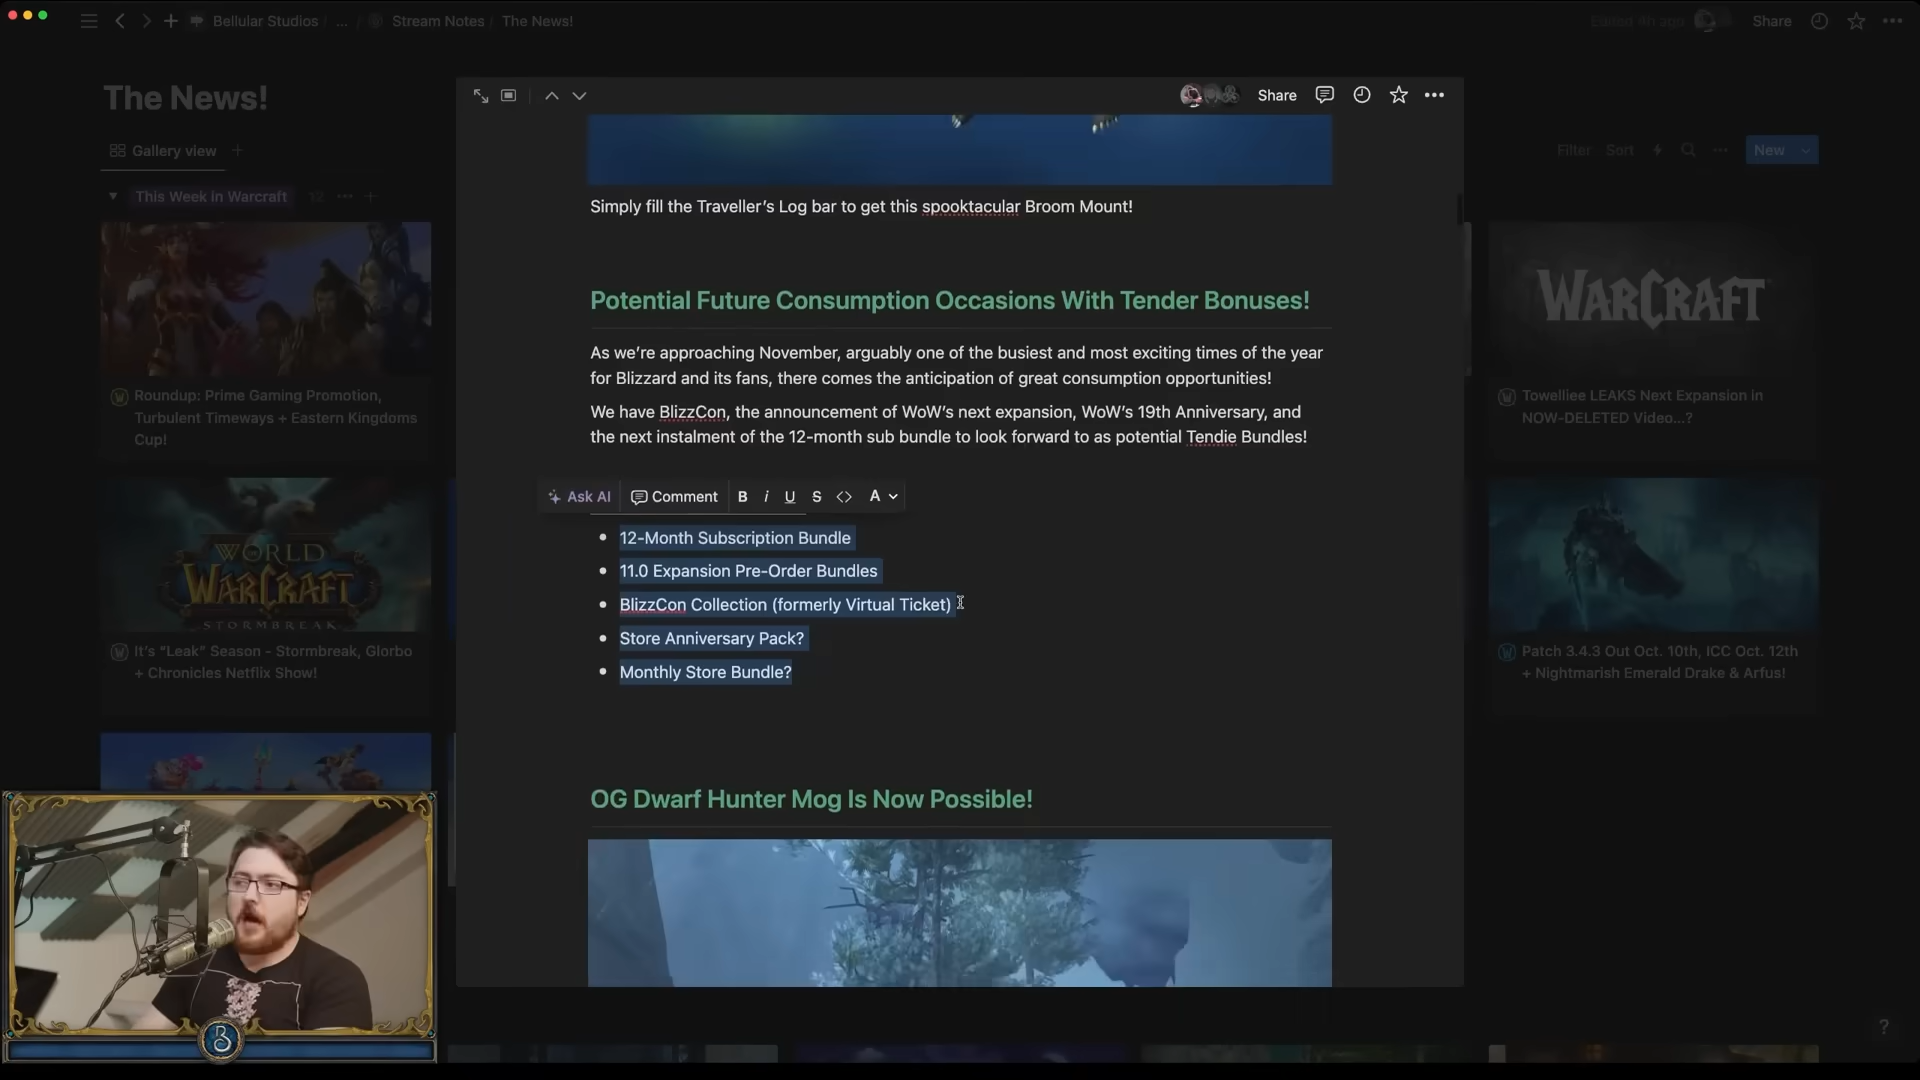 Bellular Studios / ... / Stream Notes / The News!
Edited 4h ago
Share
The News!
Gallery view
Filter
Sort
New
This Week in Warcraft
12
Share
Simply fill the Traveller’s Log bar to get this spooktacular Broom Mount!
Potential Future Consumption Occasions With Tender Bonuses!
As we’re approaching November, arguably one of the busiest and most exciting times of the year
for Blizzard and its fans, there comes the anticipation of great consumption opportunities!
We have BlizzCon, the announcement of WoW’s next expansion, WoW’s 19th Anniversary, and
the next instalment of the 12-month sub bundle to look forward to as potential Tendie Bundles!
Ask AI
Comment
B i U S <> A
12-Month Subscription Bundle
11.0 Expansion Pre-Order Bundles
BlizzCon Collection (formerly Virtual Ticket)
Store Anniversary Pack?
Monthly Store Bundle?
OG Dwarf Hunter Mog Is Now Possible!
Roundup: Prime Gaming Promotion,
Turbulent Timeways + Eastern Kingdoms
Cup!
WORLD
WARCRAFT
STORMBREAK
It’s “Leak” Season - Stormbreak, Glorbo
+ Chronicles Netflix Show!
WARCRAFT
Towelliee LEAKS Next Expansion in
NOW-DELETED Video...?
Patch 3.4.3 Out Oct. 10th, ICC Oct. 12th
+ Nightmarish Emerald Drake & Arfus!
B
?